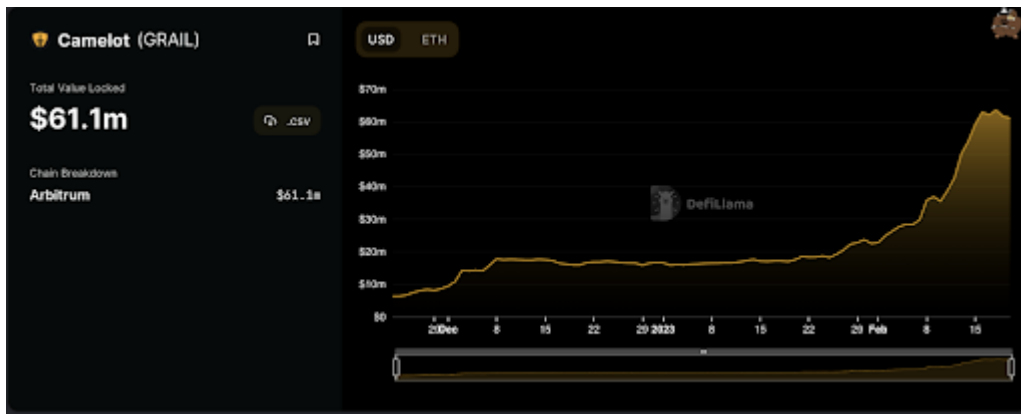 Camelot (GRAIL)
Total Value Locked
$61.1m
.csv
Chain Breakdown
Arbitrum $61.1m
USD ETH
$70m
$60m
$50m
$40m
$30m
$20m
$10m
$0
DefiLlama
29 Dec 8 15 22 29 2023 8 15 22 29 Feb 8 15